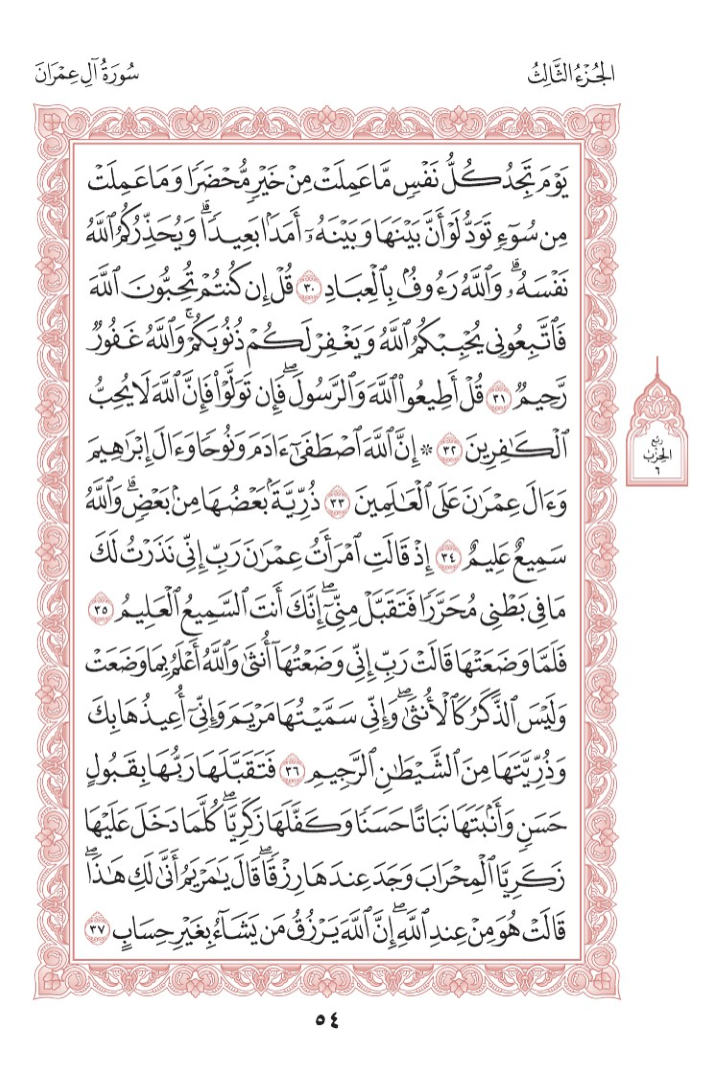 الجُزْءُ الثَّالِثُ
سُورَةُ آلِ عِمْرَانَ
يَوْمَ تَجِدُ كُلُّ نَفْسٍ مَّا عَمِلَتْ مِنْ خَيْرٍ مُّحْضَرًا وَمَا عَمِلَتْ
مِن سُوٓءٍ تَوَدُّ لَوْ أَنَّ بَيْنَهَا وَبَيْنَهُۥٓ أَمَدًۢا بَعِيدًاۗ وَيُحَذِّرُكُمُ ٱللَّهُ
نَفْسَهُۥۗ وَٱللَّهُ رَءُوفُۢ بِٱلْعِبَادِ ٣٠ قُلْ إِن كُنتُمْ تُحِبُّونَ ٱللَّهَ
فَٱتَّبِعُونِى يُحْبِبْكُمُ ٱللَّهُ وَيَغْفِرْ لَكُمْ ذُنُوبَكُمْۚ وَٱللَّهُ غَفُورٌ
رَّحِيمٌ ٣١ قُلْ أَطِيعُوا۟ ٱللَّهَ وَٱلرَّسُولَۖ فَإِن تَوَلَّوْا۟ فَإِنَّ ٱللَّهَ لَا يُحِبُّ
ٱلْكَٰفِرِينَ ٣٢ ۞ إِنَّ ٱللَّهَ ٱصْطَفَىٰٓ ءَادَمَ وَنُوحًا وَءَالَ إِبْرَٰهِيمَ
وَءَالَ عِمْرَٰنَ عَلَى ٱلْعَٰلَمِينَ ٣٣ ذُرِّيَّةَۢ بَعْضُهَا مِنۢ بَعْضٍۗ وَٱللَّهُ
سَمِيعٌ عَلِيمٌ ٣٤ إِذْ قَالَتِ ٱمْرَأَتُ عِمْرَٰنَ رَبِّ إِنِّى نَذَرْتُ لَكَ
مَا فِى بَطْنِى مُحَرَّرًا فَتَقَبَّلْ مِنِّىٓۖ إِنَّكَ أَنتَ ٱلسَّمِيعُ ٱلْعَلِيمُ ٣٥
فَلَمَّا وَضَعَتْهَا قَالَتْ رَبِّ إِنِّى وَضَعْتُهَآ أُنثَىٰ وَٱللَّهُ أَعْلَمُ بِمَا وَضَعَتْ
وَلَيْسَ ٱلذَّكَرُ كَٱلْأُنثَىٰۖ وَإِنِّى سَمَّيْتُهَا مَرْيَمَ وَإِنِّىٓ أُعِيذُهَا بِكَ
وَذُرِّيَّتَهَا مِنَ ٱلشَّيْطَٰنِ ٱلرَّجِيمِ ٣٦ فَتَقَبَّلَهَا رَبُّهَا بِقَبُولٍ
حَسَنٍ وَأَنۢبَتَهَا نَبَاتًا حَسَنًا وَكَفَّلَهَا زَكَرِيَّاۖ كُلَّمَا دَخَلَ عَلَيْهَا
زَكَرِيَّا ٱلْمِحْرَابَ وَجَدَ عِندَهَا رِزْقًاۖ قَالَ يَٰمَرْيَمُ أَنَّىٰ لَكِ هَٰذَاۖ
قَالَتْ هُوَ مِنْ عِندِ ٱللَّهِۖ إِنَّ ٱللَّهَ يَرْزُقُ مَن يَشَآءُ بِغَيْرِ حِسَابٍ ٣٧
رُبْعُ
الحِزْبِ
٦
٥٤